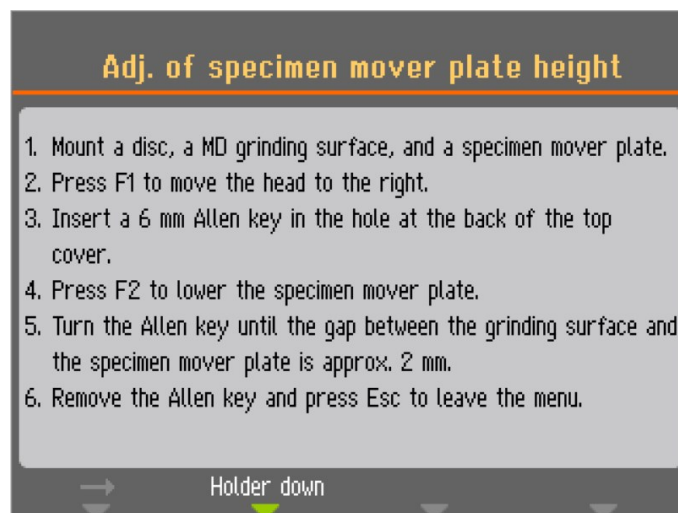 Adj. of specimen mover plate height
1. Mount a disc, a MD grinding surface, and a specimen mover plate.
2. Press F1 to move the head to the right.
3. Insert a 6 mm Allen key in the hole at the back of the top
cover.
4. Press F2 to lower the specimen mover plate.
5. Turn the Allen key until the gap between the grinding surface and
the specimen mover plate is approx. 2 mm.
6. Remove the Allen key and press Esc to leave the menu.
Holder down